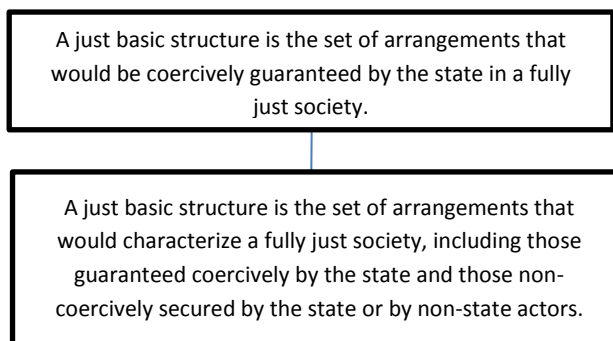 A just basic structure is the set of arrangements that
would be coercively guaranteed by the state in a fully
just society.
A just basic structure is the set of arrangements that
would characterize a fully just society, including those
guaranteed coercively by the state and those non-
coercively secured by the state or by non-state actors.